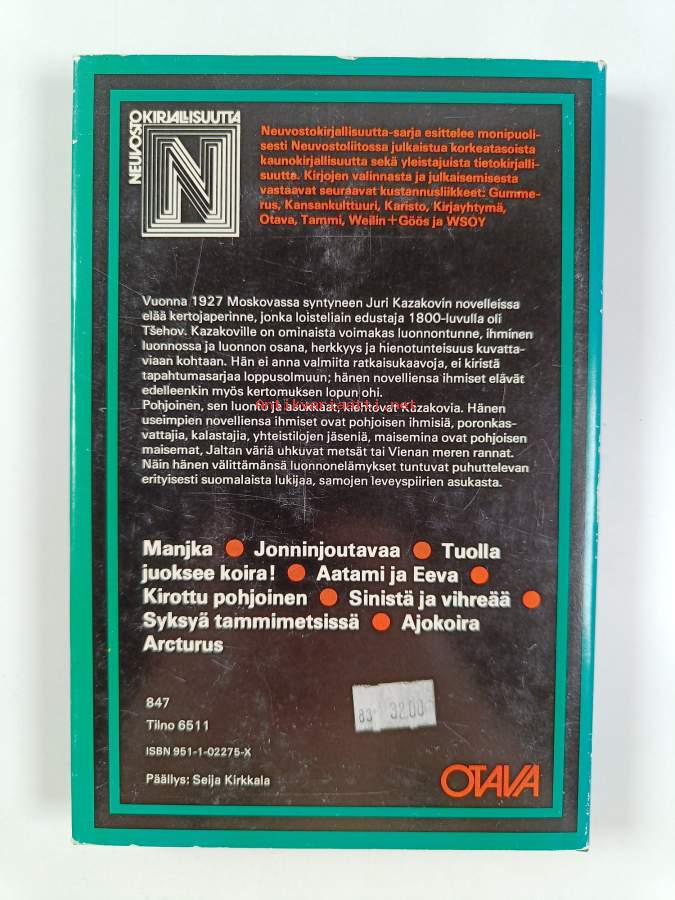 NEUVOSTOKIRJALLISUUTTA
N
Neuvostokirjallisuutta-sarja esittelee monipuoli-
sesti Neuvostoliitossa julkaistua korkeatasoista
kaunokirjallisuutta sekä yleistajuista tietokirjalli-
suutta. Kirjojen valinnasta ja julkaisemisesta
vastaavat seuraavat kustannusliikkeet: Gumme-
rus, Kansankulttuuri, Karisto, Kirjayhtymä,
Otava, Tammi, Weilin+Göös ja WSOY
Vuonna 1927 Moskovassa syntyneen Juri Kazakovin novelleissa
elää kertojaperinne, jonka loisteliain edustaja 1800-luvulla oli
Tšehov. Kazakoville on ominaista voimakas luonnontunne, ihminen
luonnossa ja luonnon osana, herkkyys ja hienotunteisuus kuvatta-
viaan kohtaan. Hän ei anna valmiita ratkaisukaavoja, ei kiristä
tapahtumasarjaa loppusolmuun; hänen novelliensa ihmiset elävät
edelleenkin myös kertomuksen lopun ohi.
Pohjoinen, sen luonto ja asukkaat, kiehtovat Kazakovia. Hänen
useimpien novelliensa ihmiset ovat pohjoisen ihmisiä, poronkas-
vattajia, kalastajia, yhteistilojen jäseniä, maisemina ovat pohjoisen
maisemat, Jaltan väriä uhkuvat metsät tai Vienan meren rannat.
Näin hänen välittämänsä luonnonelämykset tuntuvat puhuttelevan
erityisesti suomalaista lukijaa, samojen leveyspiirien asukasta.
Antikvariaatti.net
Manjka ● Jonninjoutavaa ● Tuolla
juoksee koira! ● Aatami ja Eeva ●
Kirottu pohjoinen ● Sinistä ja vihreää ●
Syksyä tammimetsissä ● Ajokoira
Arcturus
847
Tilno 6511
ISBN 951-1-02275-X
Päällys: Seija Kirkkala
83 32.00
OTAVA